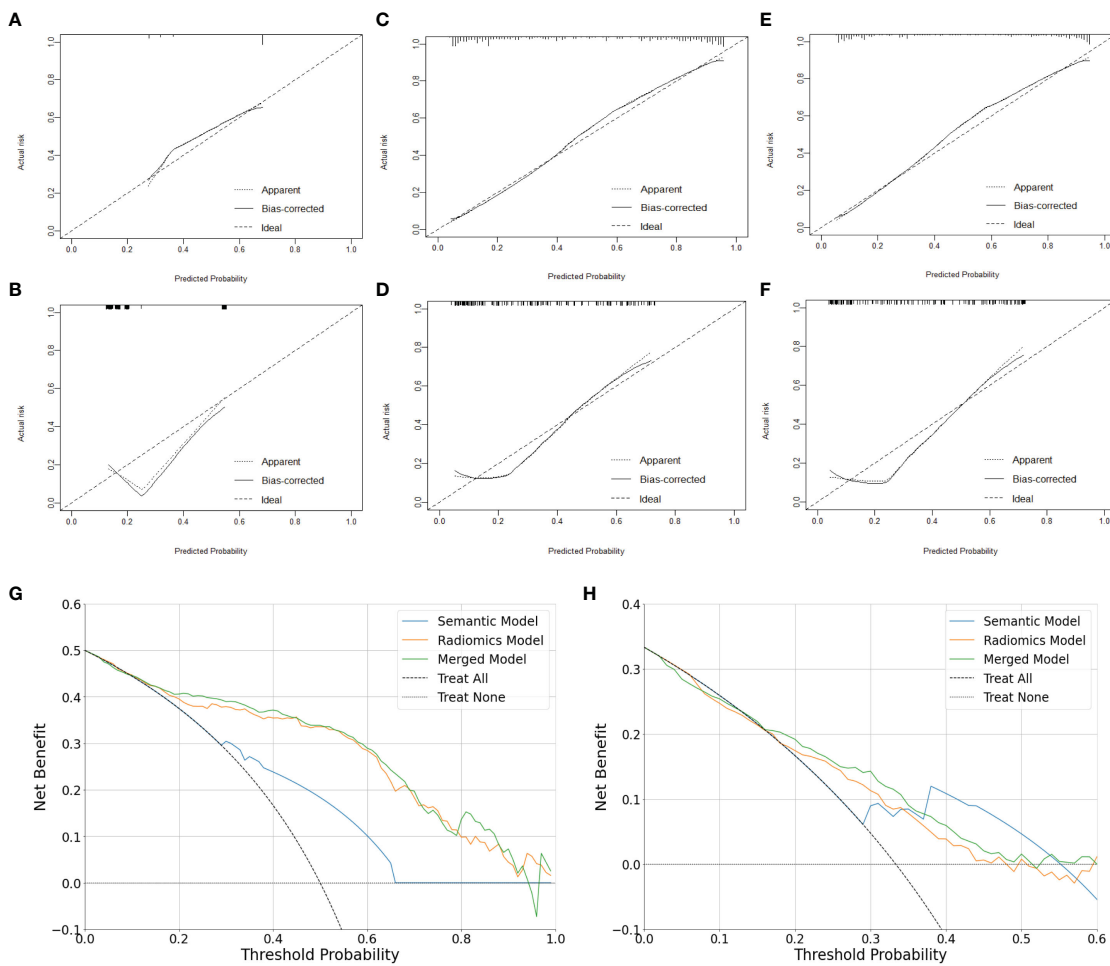 A
1.0
0.8
0.6
0.4
0.2
0.0
Actual risk
Apparent
Bias-corrected
Ideal
0.0 0.2 0.4 0.6 0.8 1.0
Predicted Probability
C
1.0
0.8
0.6
0.4
0.2
0.0
Actual risk
Apparent
Bias-corrected
Ideal
0.0 0.2 0.4 0.6 0.8 1.0
Predicted Probability
E
1.0
0.8
0.6
0.4
0.2
0.0
Actual risk
Apparent
Bias-corrected
Ideal
0.0 0.2 0.4 0.6 0.8 1.0
Predicted Probability
B
1.0
0.8
0.6
0.4
0.2
0.0
Actual risk
Apparent
Bias-corrected
Ideal
0.0 0.2 0.4 0.6 0.8 1.0
Predicted Probability
D
1.0
0.8
0.6
0.4
0.2
0.0
Actual risk
Apparent
Bias-corrected
Ideal
0.0 0.2 0.4 0.6 0.8 1.0
Predicted Probability
F
1.0
0.8
0.6
0.4
0.2
0.0
Actual risk
Apparent
Bias-corrected
Ideal
0.0 0.2 0.4 0.6 0.8 1.0
Predicted Probability
G
0.6
0.5
0.4
0.3
0.2
0.1
0.0
−0.1
Net Benefit
Semantic Model
Radiomics Model
Merged Model
Treat All
Treat None
0.0 0.2 0.4 0.6 0.8 1.0
Threshold Probability
H
0.4
0.3
0.2
0.1
0.0
−0.1
Net Benefit
Semantic Model
Radiomics Model
Merged Model
Treat All
Treat None
0.0 0.1 0.2 0.3 0.4 0.5 0.6
Threshold Probability